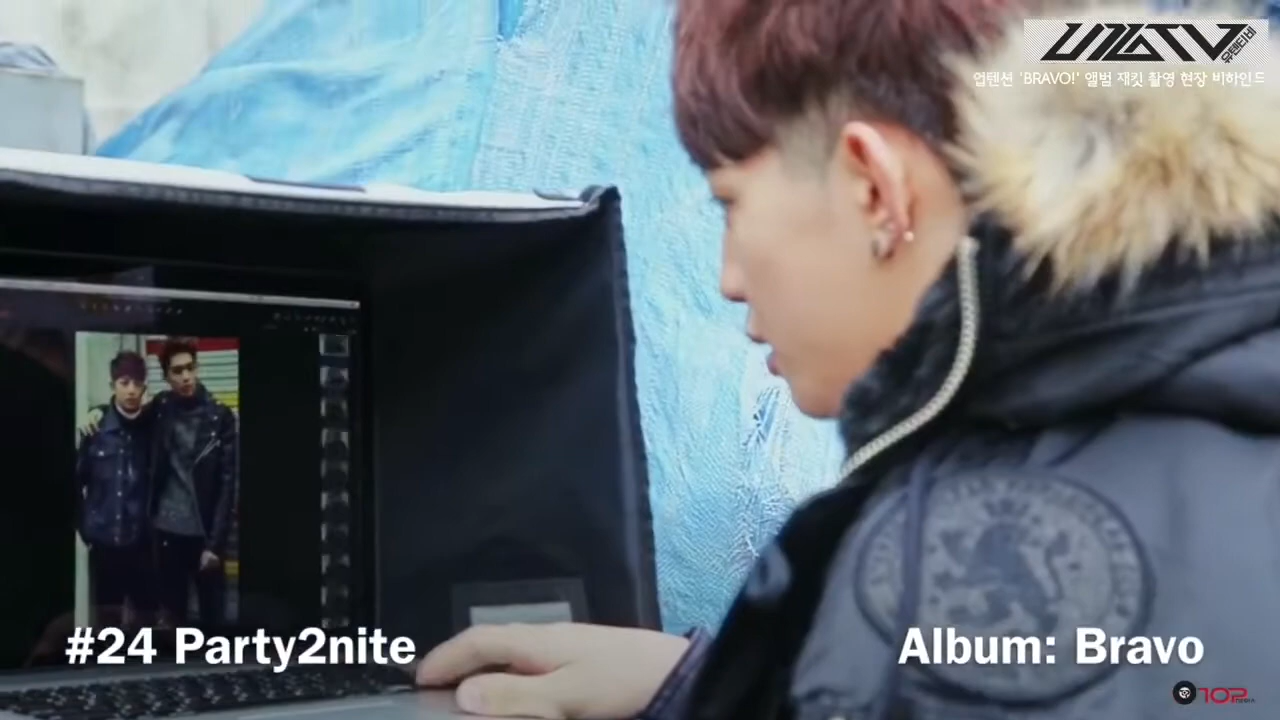 U10TV
유텐티비
업텐션 'BRAVO!' 앨범 재킷 촬영 현장 비하인드
#24 Party2nite
Album: Bravo
TOP